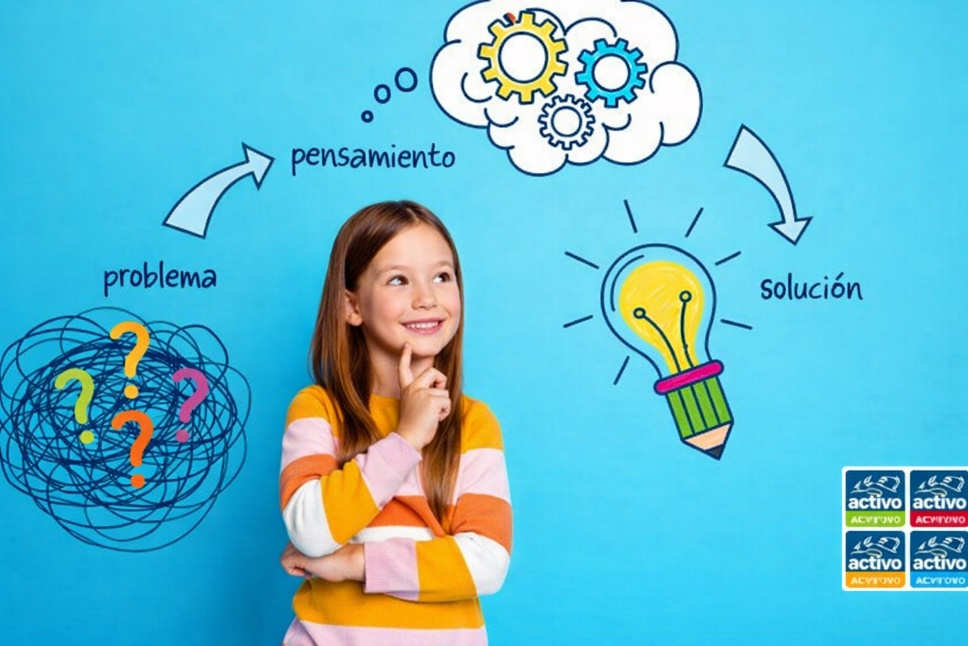 pensamiento
problema
solución
? ? ? ?
activo activo
activo activo